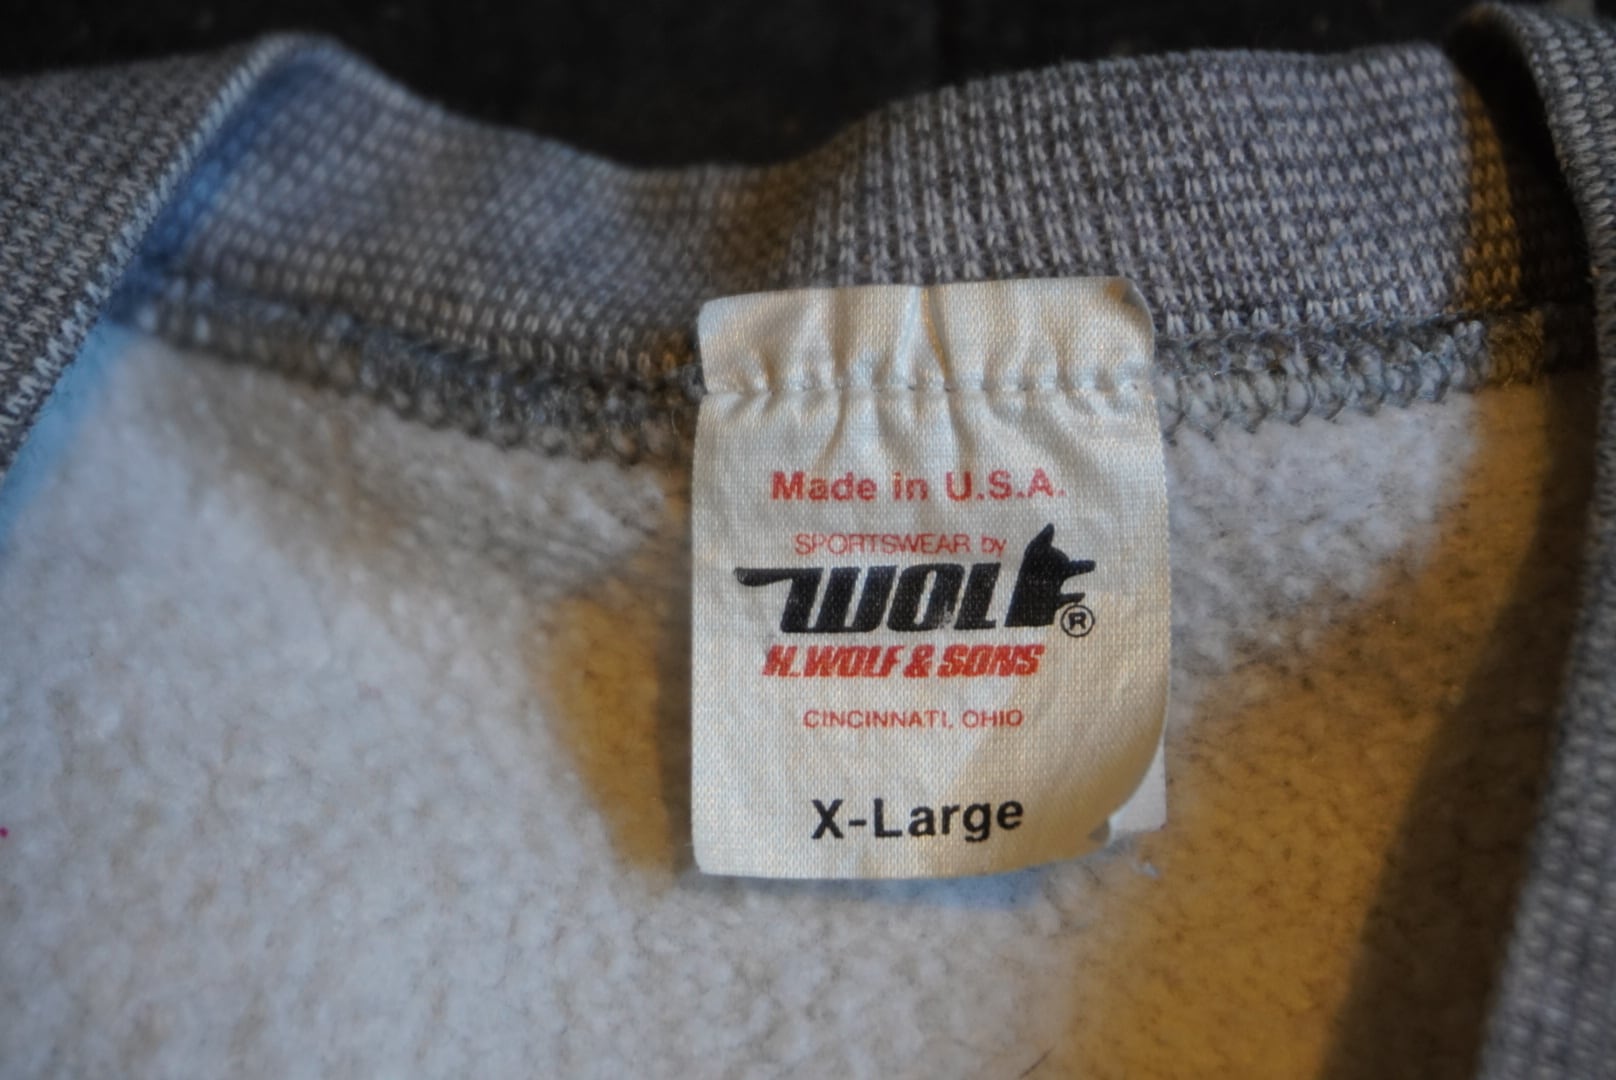 Made in U.S.A.
SPORTSWEAR by
WOLF®
H. WOLF & SONS
CINCINNATI, OHIO
X-Large